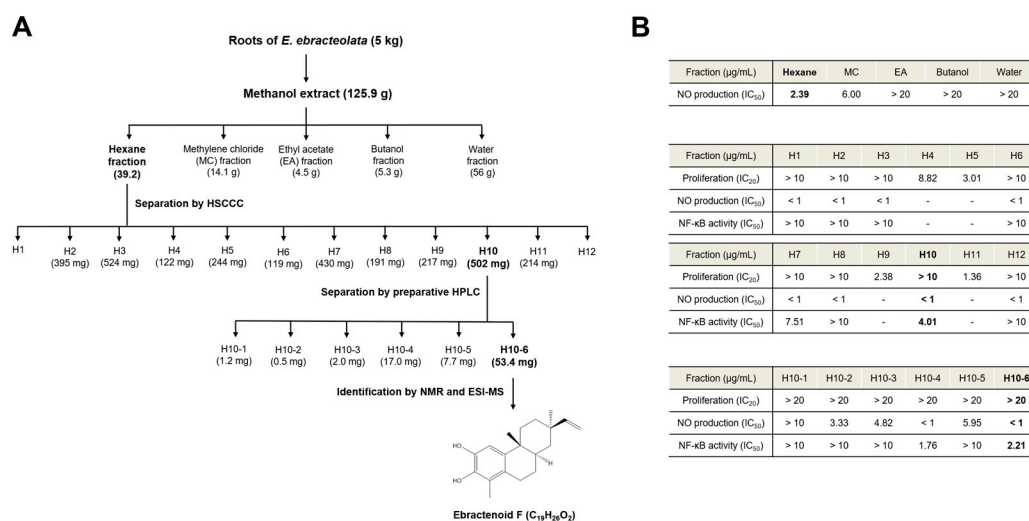 A
Roots of E. ebracteolata (5 kg)
Methanol extract (125.9 g)
Hexane
fraction
(39.2)
Methylene chloride
(MC) fraction
(14.1 g)
Ethyl acetate
(EA) fraction
(4.5 g)
Butanol
fraction
(5.3 g)
Water
fraction
(56 g)
Separation by HSCCC
H1
H2
(395 mg)
H3
(524 mg)
H4
(122 mg)
H5
(244 mg)
H6
(119 mg)
H7
(430 mg)
H8
(191 mg)
H9
(217 mg)
H10
(502 mg)
H11
(214 mg)
H12
Separation by preparative HPLC
H10-1
(1.2 mg)
H10-2
(0.5 mg)
H10-3
(2.0 mg)
H10-4
(17.0 mg)
H10-5
(7.7 mg)
H10-6
(53.4 mg)
Identification by NMR and ESI-MS
HO
HO
H
Ebractenoid F (C₁₉H₂₆O₂)
B
Fraction (µg/mL) Hexane MC EA Butanol Water
NO production (IC₅₀) 2.39 6.00 > 20 > 20 > 20
Fraction (µg/mL) H1 H2 H3 H4 H5 H6
Proliferation (IC₂₀) > 10 > 10 > 10 8.82 3.01 > 10
NO production (IC₅₀) < 1 < 1 < 1 - - < 1
NF-κB activity (IC₅₀) > 10 > 10 > 10 - - > 10
Fraction (µg/mL) H7 H8 H9 H10 H11 H12
Proliferation (IC₂₀) > 10 > 10 2.38 > 10 1.36 > 10
NO production (IC₅₀) < 1 < 1 - < 1 - < 1
NF-κB activity (IC₅₀) 7.51 > 10 - 4.01 - > 10
Fraction (µg/mL) H10-1 H10-2 H10-3 H10-4 H10-5 H10-6
Proliferation (IC₂₀) > 20 > 20 > 20 > 20 > 20 > 20
NO production (IC₅₀) > 10 3.33 4.82 < 1 5.95 < 1
NF-κB activity (IC₅₀) > 10 > 10 > 10 1.76 > 10 2.21